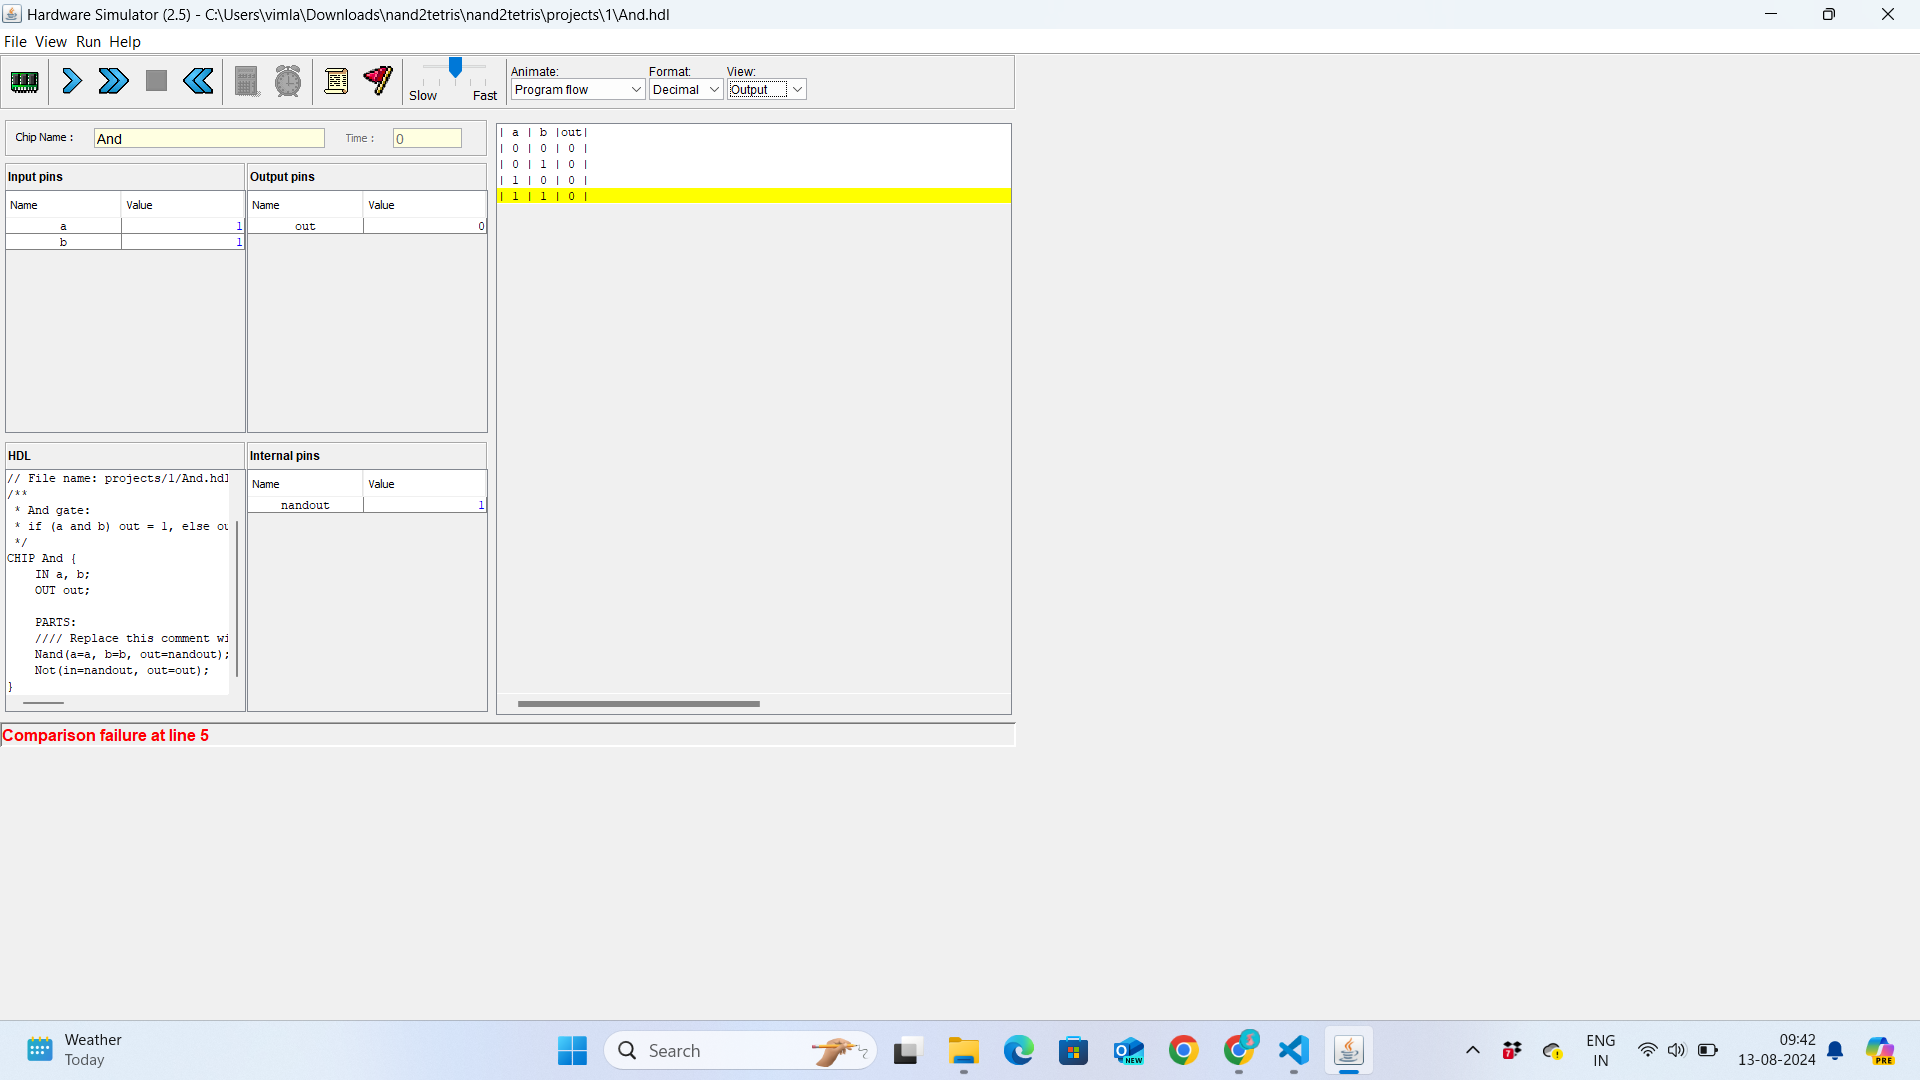 Hardware Simulator (2.5) - C:\Users\vimla\Downloads\nand2tetris\nand2tetris\projects\1\And.hdl
File View Run Help
Slow Fast
Animate: Format: View:
Program flow Decimal Output
Chip Name : And Time : 0
Input pins
Name Value
a 1
b 1
Output pins
Name Value
out 0
| a | b |out|
| 0 | 0 | 0 |
| 0 | 1 | 0 |
| 1 | 0 | 0 |
| 1 | 1 | 0 |
HDL
// File name: projects/1/And.hdl
/**
* And gate:
* if (a and b) out = 1, else ou
*/
CHIP And {
IN a, b;
OUT out;
PARTS:
//// Replace this comment wi
Nand(a=a, b=b, out=nandout);
Not(in=nandout, out=out);
}
Internal pins
Name Value
nandout 1
Comparison failure at line 5
Weather
Today
Search
NEW
7
ENG
IN
09:42
13-08-2024
PRE